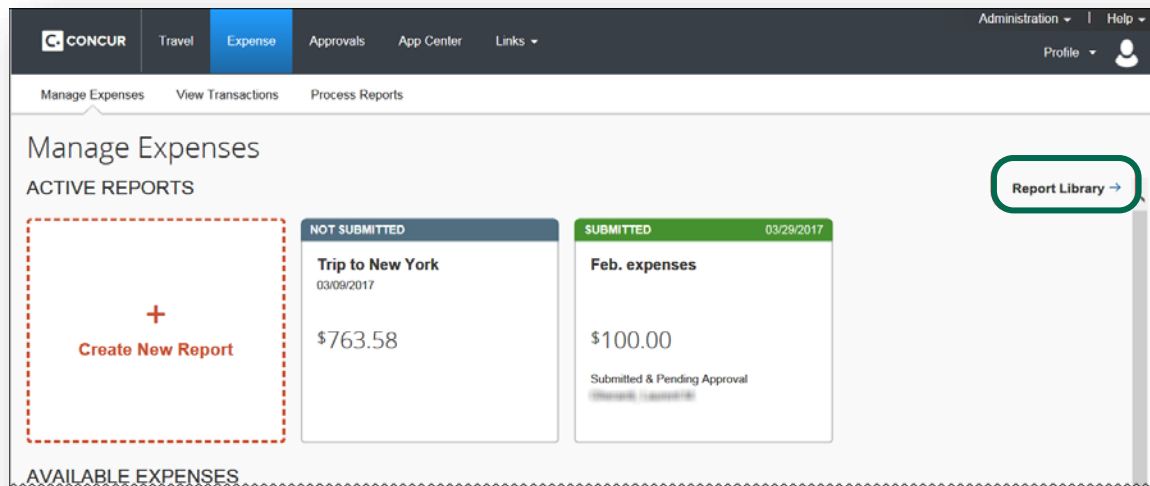 Administration | Help
C. CONCUR Travel Expense Approvals App Center Links
Profile
Manage Expenses View Transactions Process Reports
Manage Expenses
ACTIVE REPORTS
Report Library →
NOT SUBMITTED
Trip to New York
03/09/2017
$763.58
SUBMITTED 03/29/2017
Feb. expenses
$100.00
Submitted & Pending Approval
+
Create New Report
AVAILABLE EXPENSES